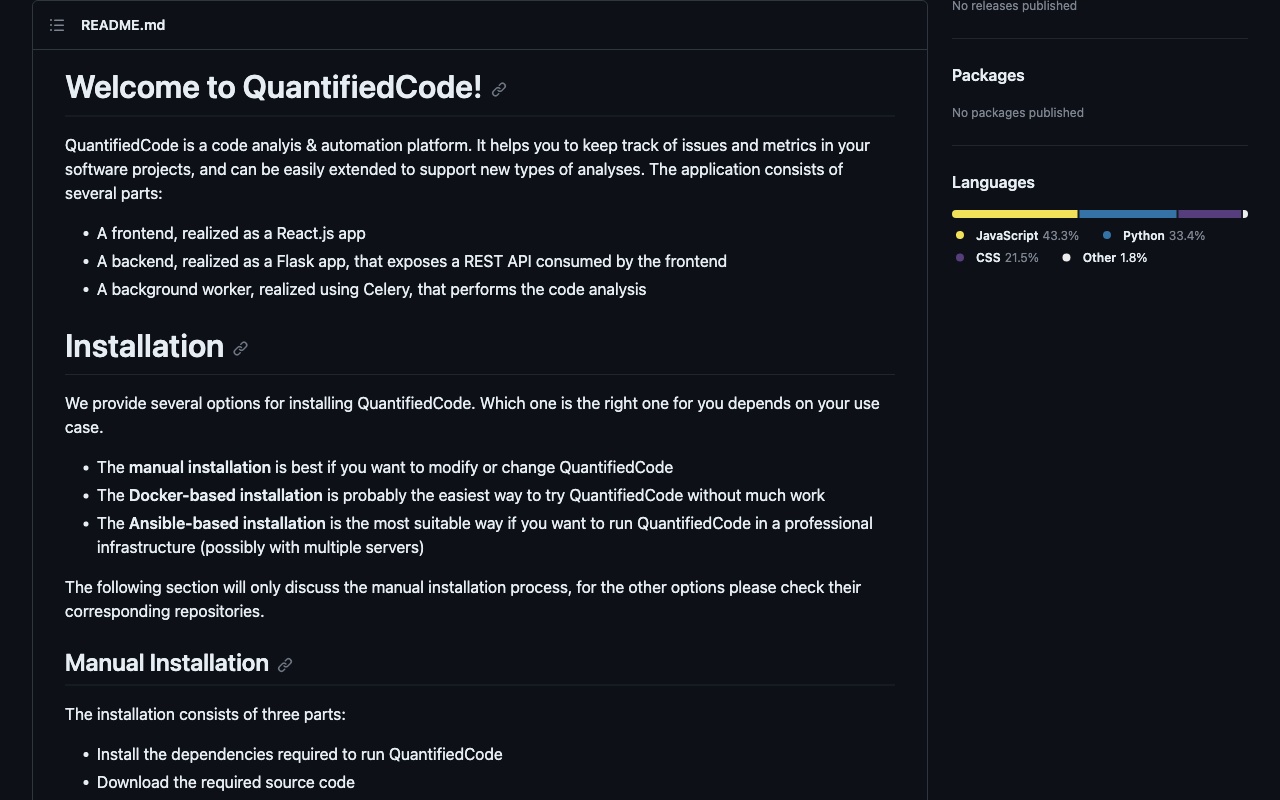 README.md
Welcome to QuantifiedCode!
QuantifiedCode is a code analyis & automation platform. It helps you to keep track of issues and metrics in your
software projects, and can be easily extended to support new types of analyses. The application consists of
several parts:
• A frontend, realized as a React.js app
• A backend, realized as a Flask app, that exposes a REST API consumed by the frontend
• A background worker, realized using Celery, that performs the code analysis
Installation
We provide several options for installing QuantifiedCode. Which one is the right one for you depends on your use
case.
• The manual installation is best if you want to modify or change QuantifiedCode
• The Docker-based installation is probably the easiest way to try QuantifiedCode without much work
• The Ansible-based installation is the most suitable way if you want to run QuantifiedCode in a professional
infrastructure (possibly with multiple servers)
The following section will only discuss the manual installation process, for the other options please check their
corresponding repositories.
Manual Installation
The installation consists of three parts:
• Install the dependencies required to run QuantifiedCode
• Download the required source code
No releases published
Packages
No packages published
Languages
JavaScript 43.3% Python 33.4%
CSS 21.5% Other 1.8%